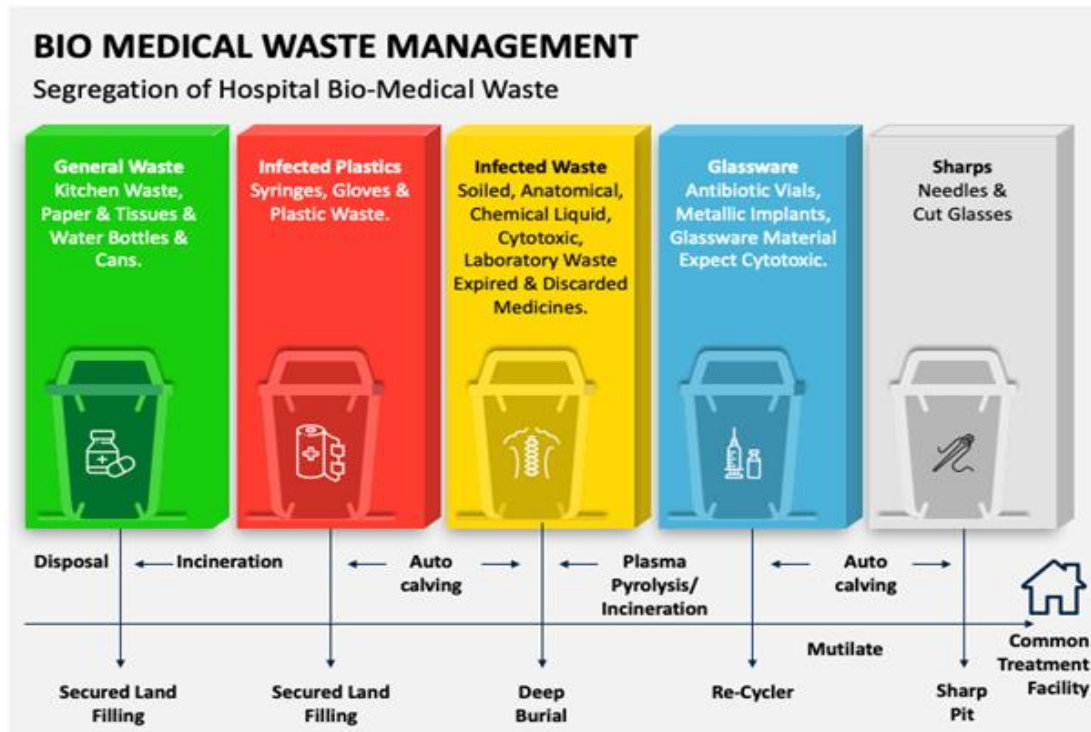 BIO MEDICAL WASTE MANAGEMENT
Segregation of Hospital Bio-Medical Waste
General Waste
Kitchen Waste,
Paper & Tissues &
Water Bottles &
Cans.
Infected Plastics
Syringes, Gloves &
Plastic Waste.
Infected Waste
Soiled, Anatomical,
Chemical Liquid,
Cytotoxic,
Laboratory Waste
Expired & Discarded
Medicines.
Glassware
Antibiotic Vials,
Metallic Implants,
Glassware Material
Expect Cytotoxic.
Sharps
Needles &
Cut Glasses
Disposal
Incineration
Auto
calving
Plasma
Pyrolysis/
Incineration
Auto
calving
Mutilate
Common
Treatment
Facility
Secured Land
Filling
Secured Land
Filling
Deep
Burial
Re-Cycler
Sharp
Pit